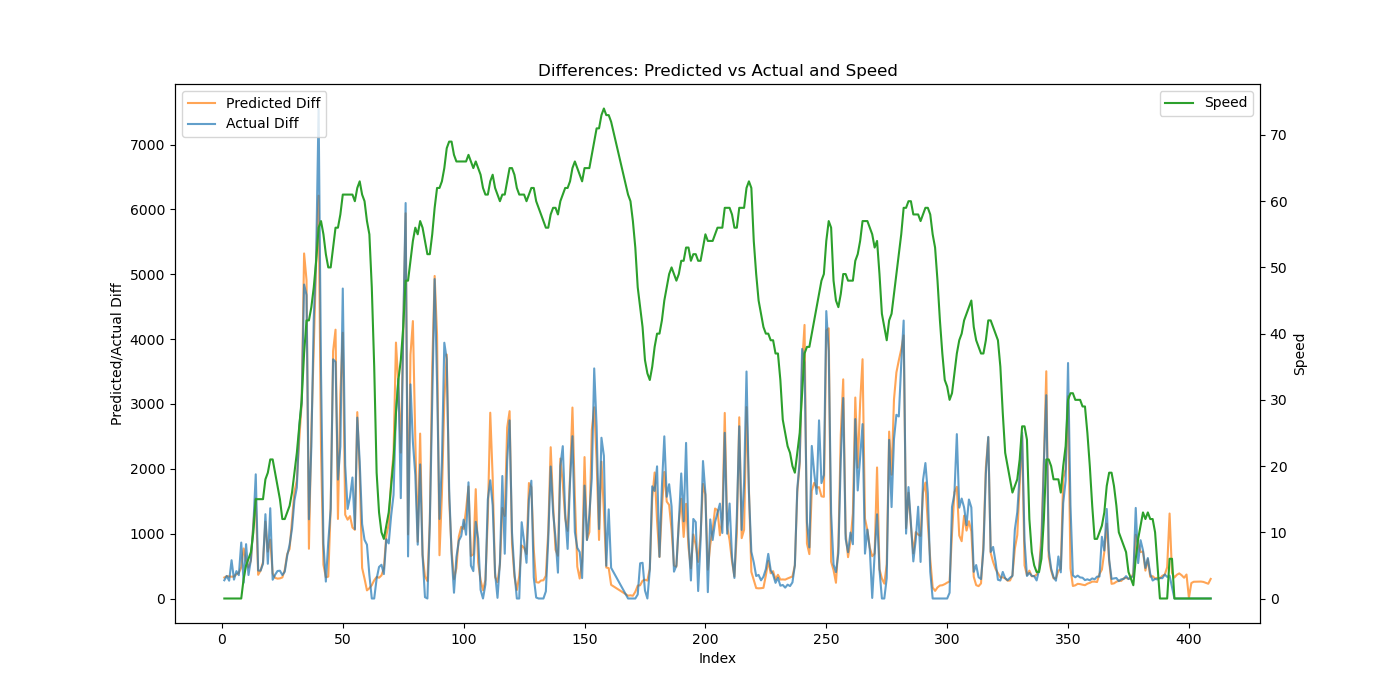 Differences: Predicted vs Actual and Speed
Predicted Diff
Actual Diff
Speed
7000
6000
5000
4000
3000
2000
1000
0
Predicted/Actual Diff
70
60
50
40
30
20
10
0
Speed
0 50 100 150 200 250 300 350 400
Index